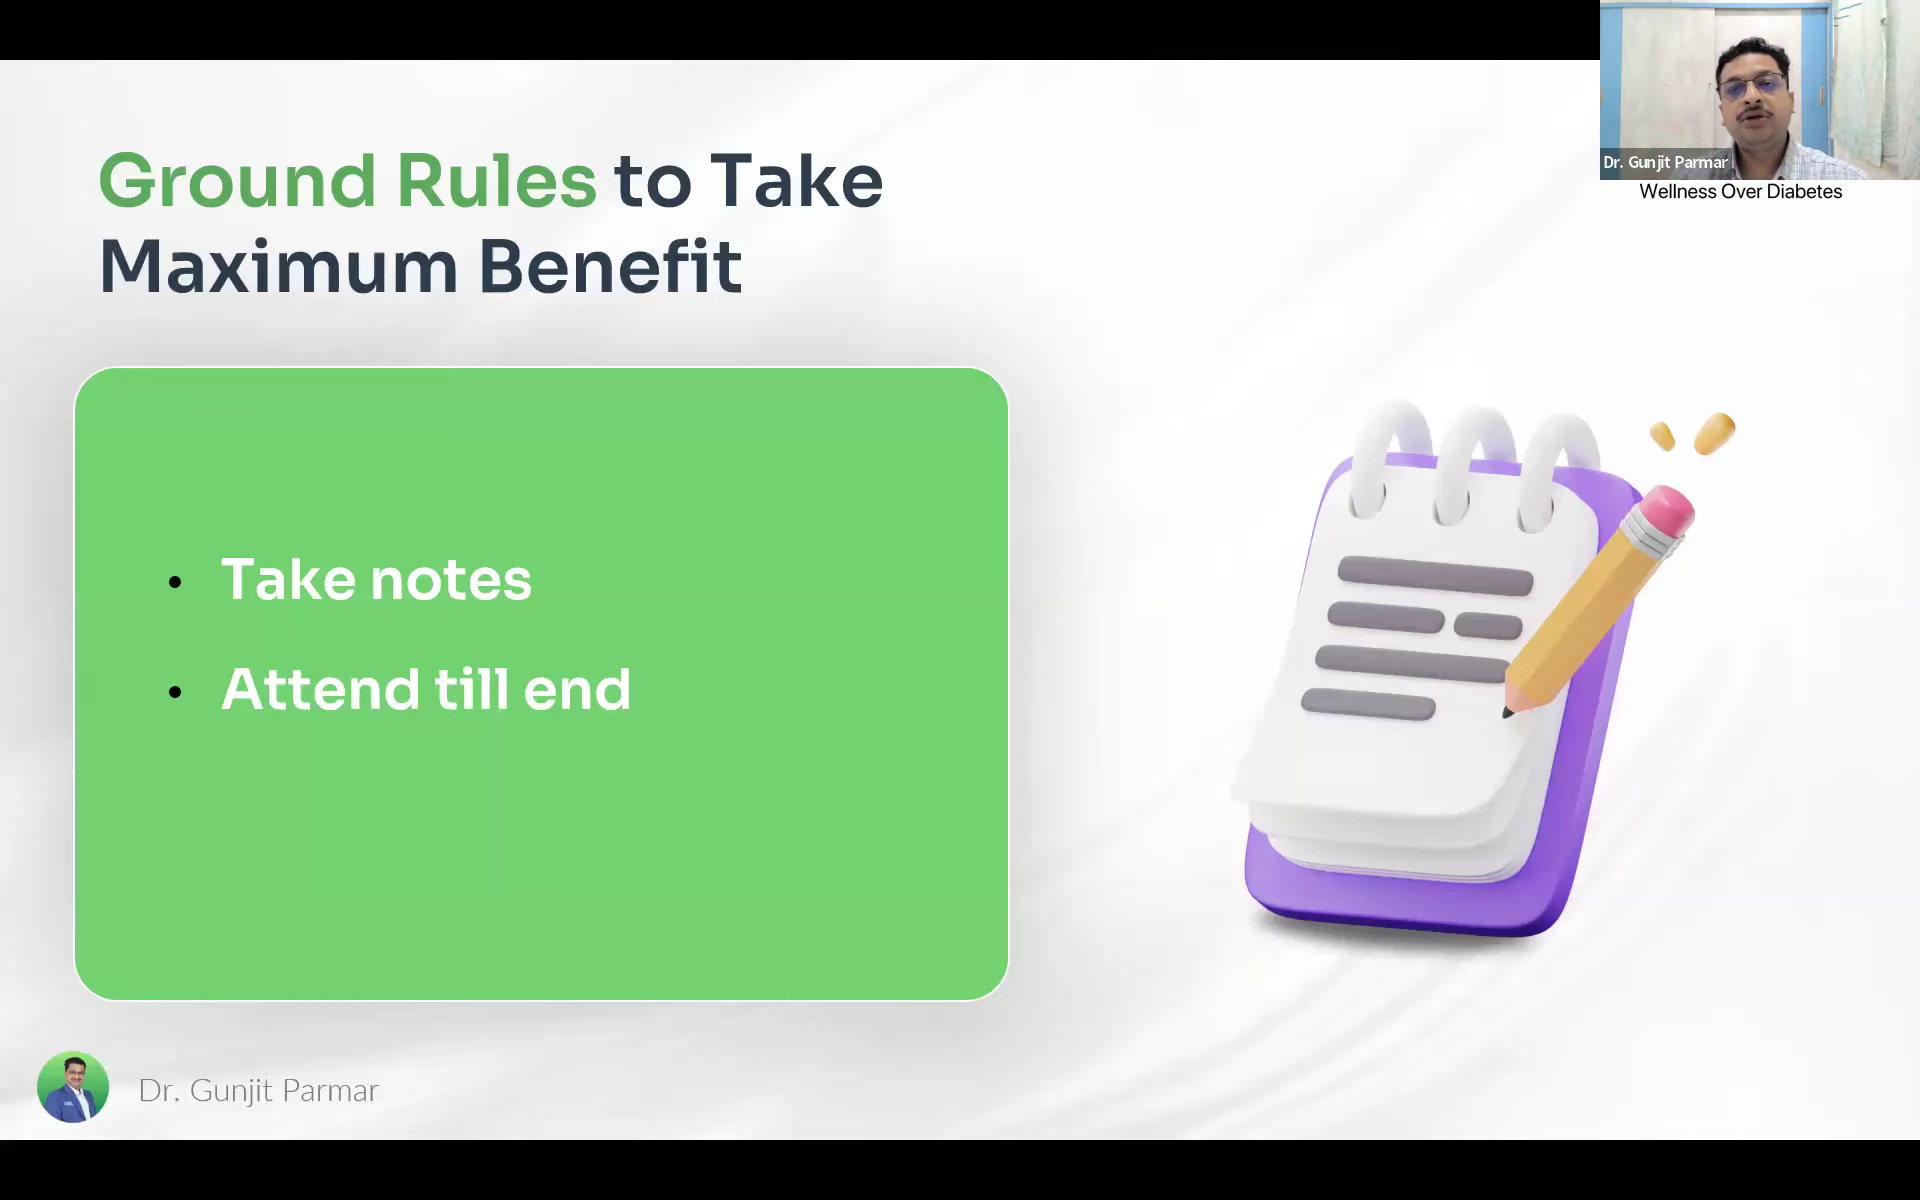 Ground Rules to Take
Maximum Benefit
Dr. Gunjit Parmar
Wellness Over Diabetes
• Take notes
• Attend till end
Dr. Gunjit Parmar